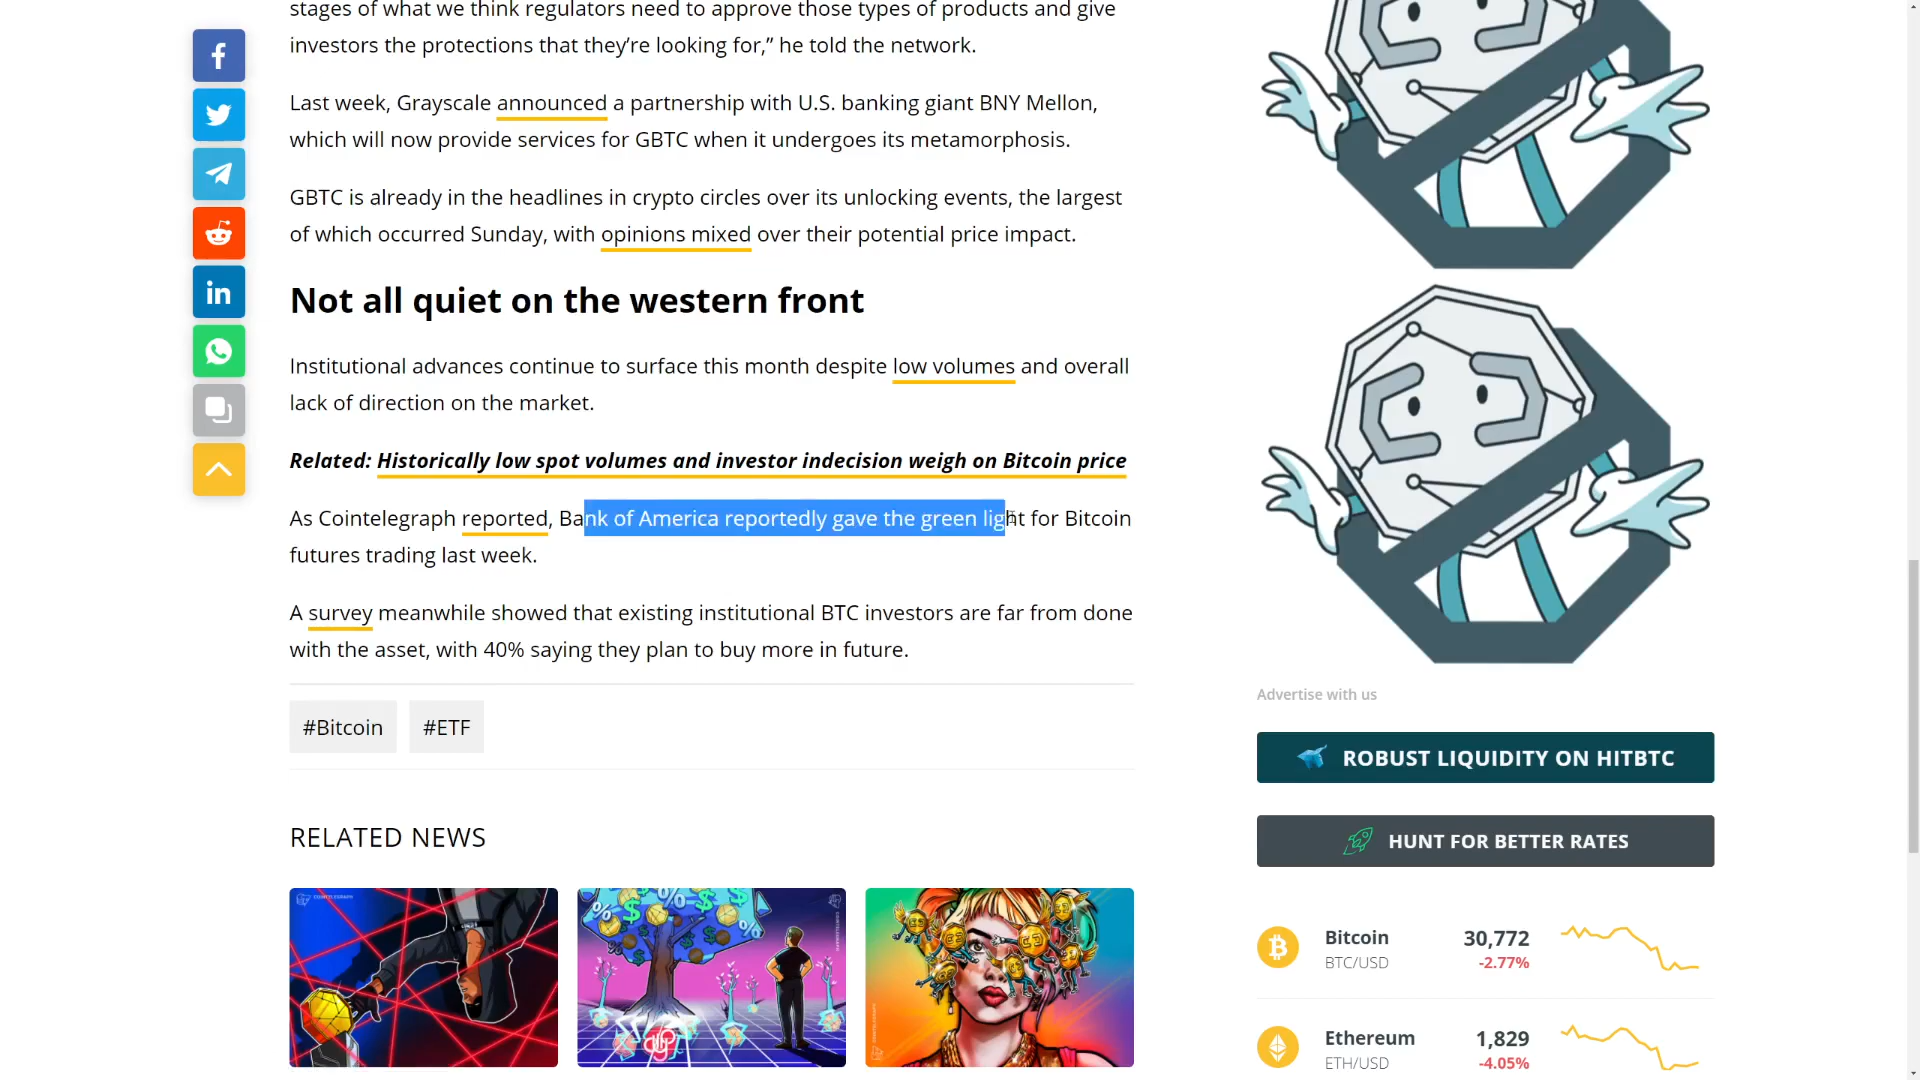 stages of what we think regulators need to approve those types of products and give
investors the protections that they’re looking for,” he told the network.
Last week, Grayscale announced a partnership with U.S. banking giant BNY Mellon,
which will now provide services for GBTC when it undergoes its metamorphosis.
GBTC is already in the headlines in crypto circles over its unlocking events, the largest
of which occurred Sunday, with opinions mixed over their potential price impact.
Not all quiet on the western front
Institutional advances continue to surface this month despite low volumes and overall
lack of direction on the market.
Related: Historically low spot volumes and investor indecision weigh on Bitcoin price
As Cointelegraph reported, Bank of America reportedly gave the green light for Bitcoin
futures trading last week.
A survey meanwhile showed that existing institutional BTC investors are far from done
with the asset, with 40% saying they plan to buy more in future.
#Bitcoin #ETF
RELATED NEWS
Advertise with us
ROBUST LIQUIDITY ON HITBTC
HUNT FOR BETTER RATES
Bitcoin 30,772
BTC/USD -2.77%
Ethereum 1,829
ETH/USD -4.05%